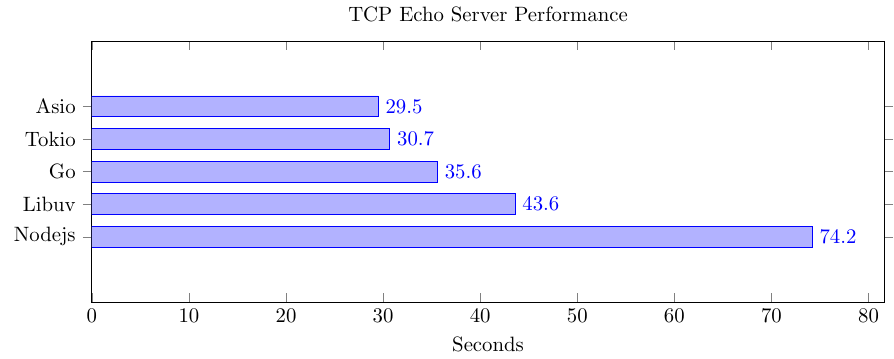 TCP Echo Server Performance
Asio 29.5
Tokio 30.7
Go 35.6
Libuv 43.6
Nodejs 74.2
0 10 20 30 40 50 60 70 80
Seconds